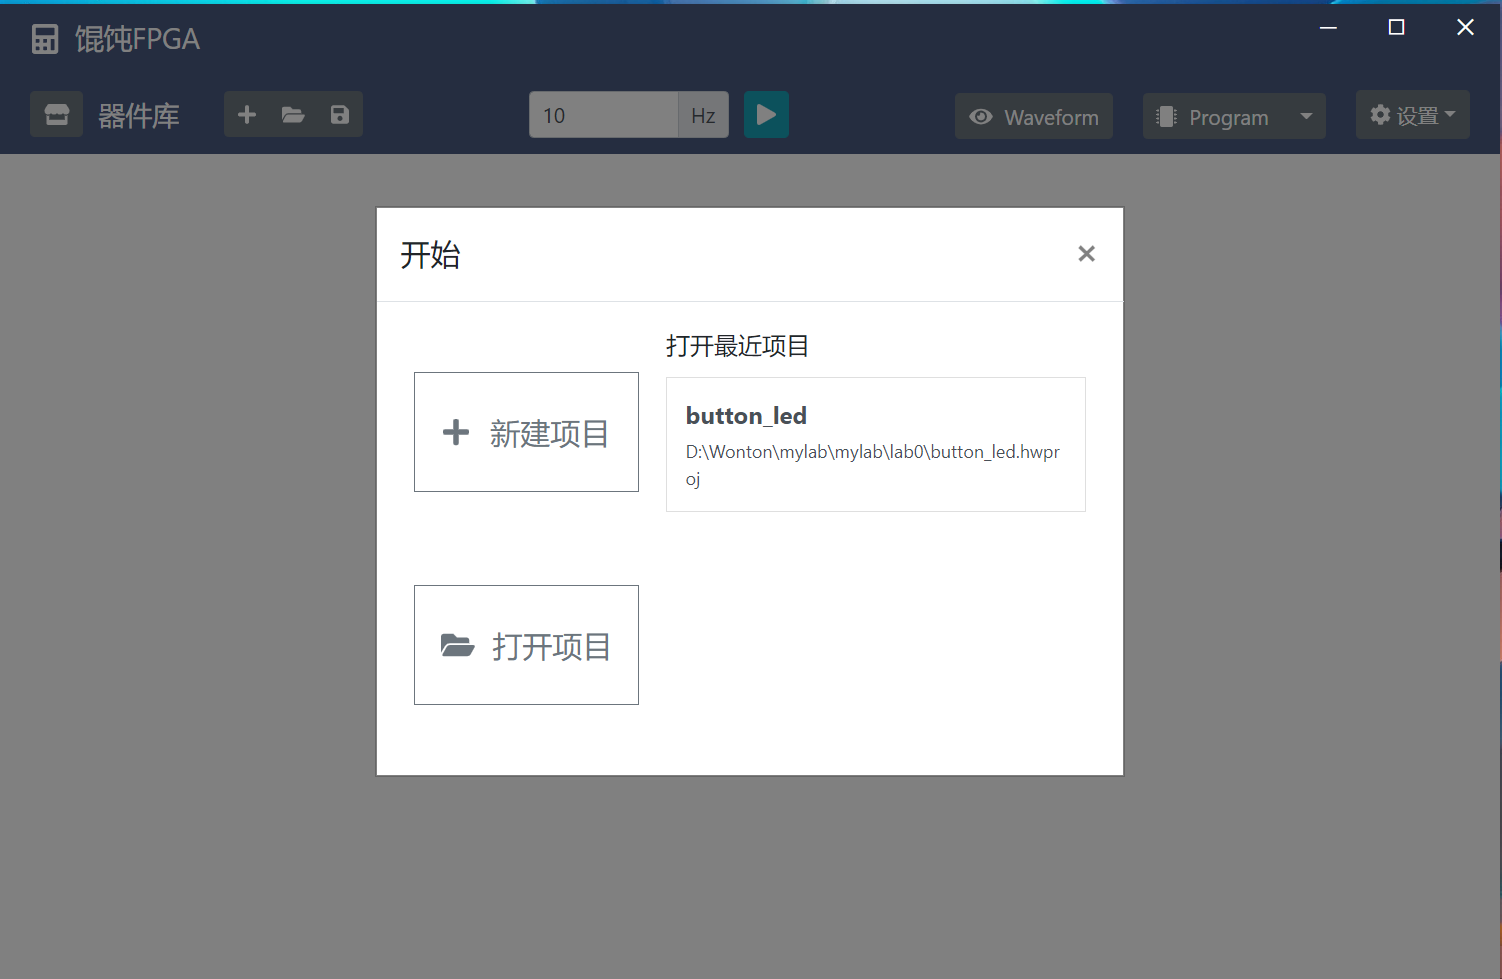 馄饨FPGA
器件库
10
Hz
Waveform
Program
设置
开始
打开最近项目
新建项目
button_led
D:\Wonton\mylab\mylab\lab0\button_led.hwpr
oj
打开项目